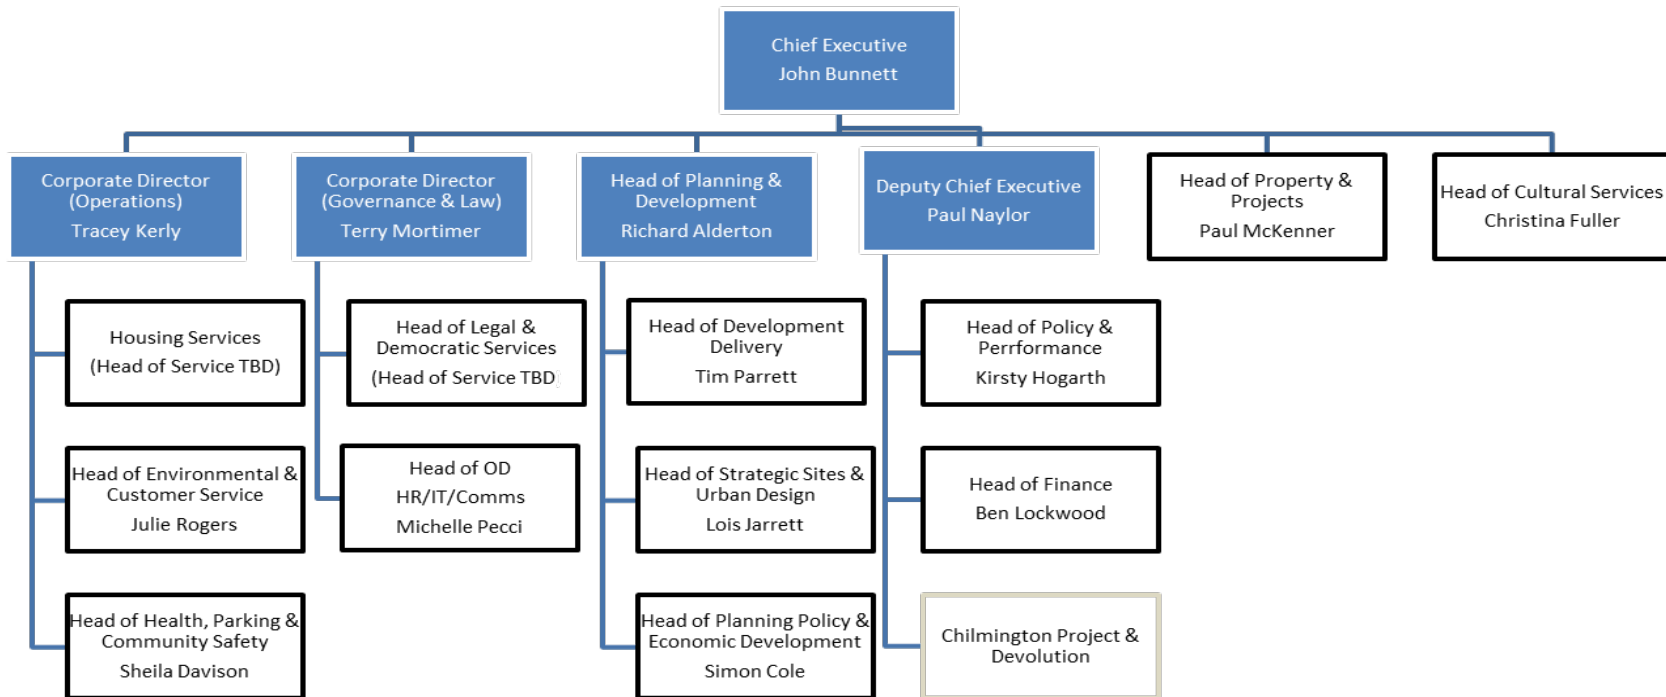 Chief Executive
John Bunnett
Corporate Director
(Operations)
Tracey Kerly
Corporate Director
(Governance & Law)
Terry Mortimer
Head of Planning &
Development
Richard Alderton
Deputy Chief Executive
Paul Naylor
Head of Property &
Projects
Paul McKenner
Head of Cultural Services
Christina Fuller
Housing Services
(Head of Service TBD)
Head of Legal &
Democratic Services
(Head of Service TBD
Head of Development
Delivery
Tim Parrett
Head of Policy &
Perrformance
Kirsty Hogarth
Head of Environmental &
Customer Service
Julie Rogers
Head of OD
HR/IT/Comms
Michelle Pecci
Head of Strategic Sites &
Urban Design
Lois Jarrett
Head of Finance
Ben Lockwood
Head of Health, Parking &
Community Safety
Sheila Davison
Head of Planning Policy &
Economic Development
Simon Cole
Chilmington Project &
Devolution